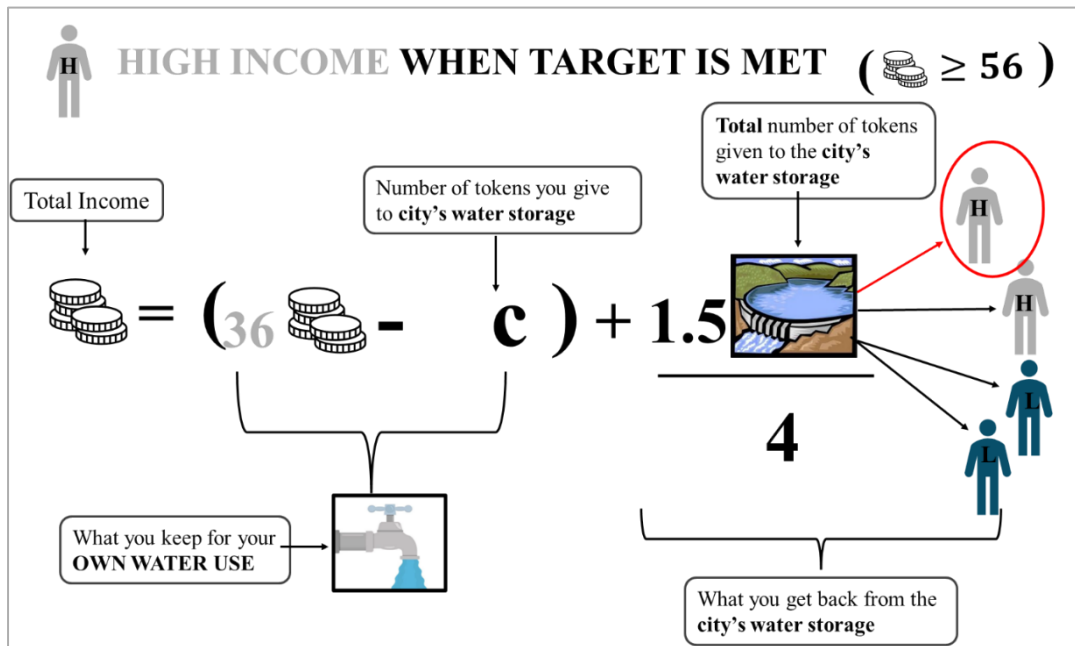 H HIGH INCOME WHEN TARGET IS MET ( ≥ 56 )
Total number of tokens
given to the city's
water storage
Number of tokens you give
to city's water storage
Total Income
H
H
= (36 - c ) + 1.5
4
L
L
What you keep for your
OWN WATER USE
What you get back from the
city's water storage